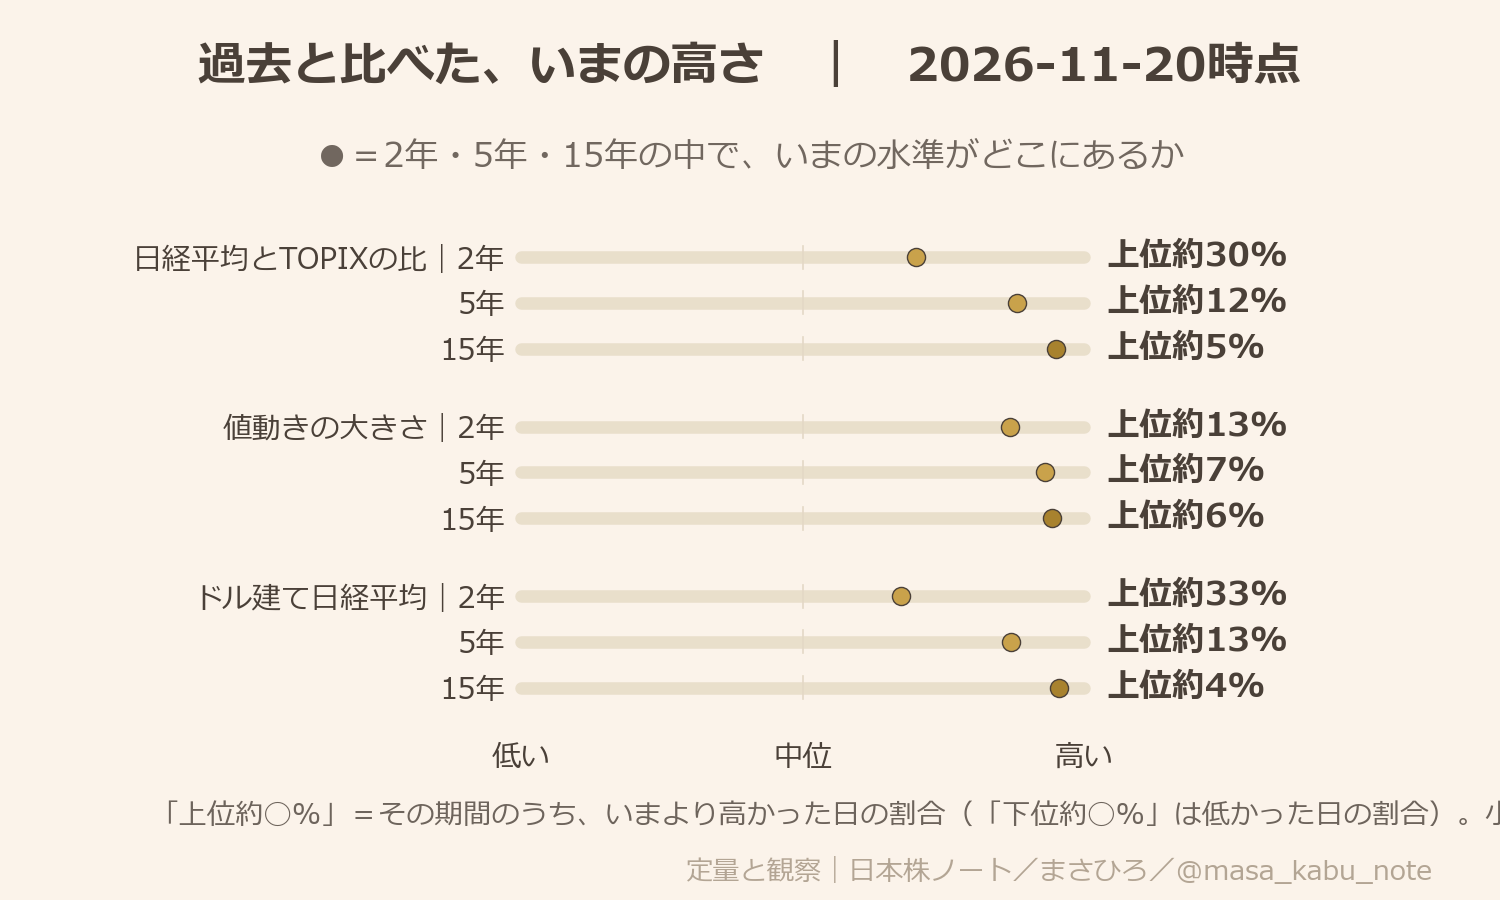 過去と比べた、いまの高さ ｜ 2026-11-20時点
●＝2年・5年・15年の中で、いまの水準がどこにあるか
日経平均とTOPIXの比｜2年 上位約30%
5年 上位約12%
15年 上位約5%
値動きの大きさ｜2年 上位約13%
5年 上位約7%
15年 上位約6%
ドル建て日経平均｜2年 上位約33%
5年 上位約13%
15年 上位約4%
低い 中位 高い
「上位約○%」＝その期間のうち、いまより高かった日の割合（「下位約○%」は低かった日の割合）。
定量と観察｜日本株ノート／まさひろ／@masa_kabu_note